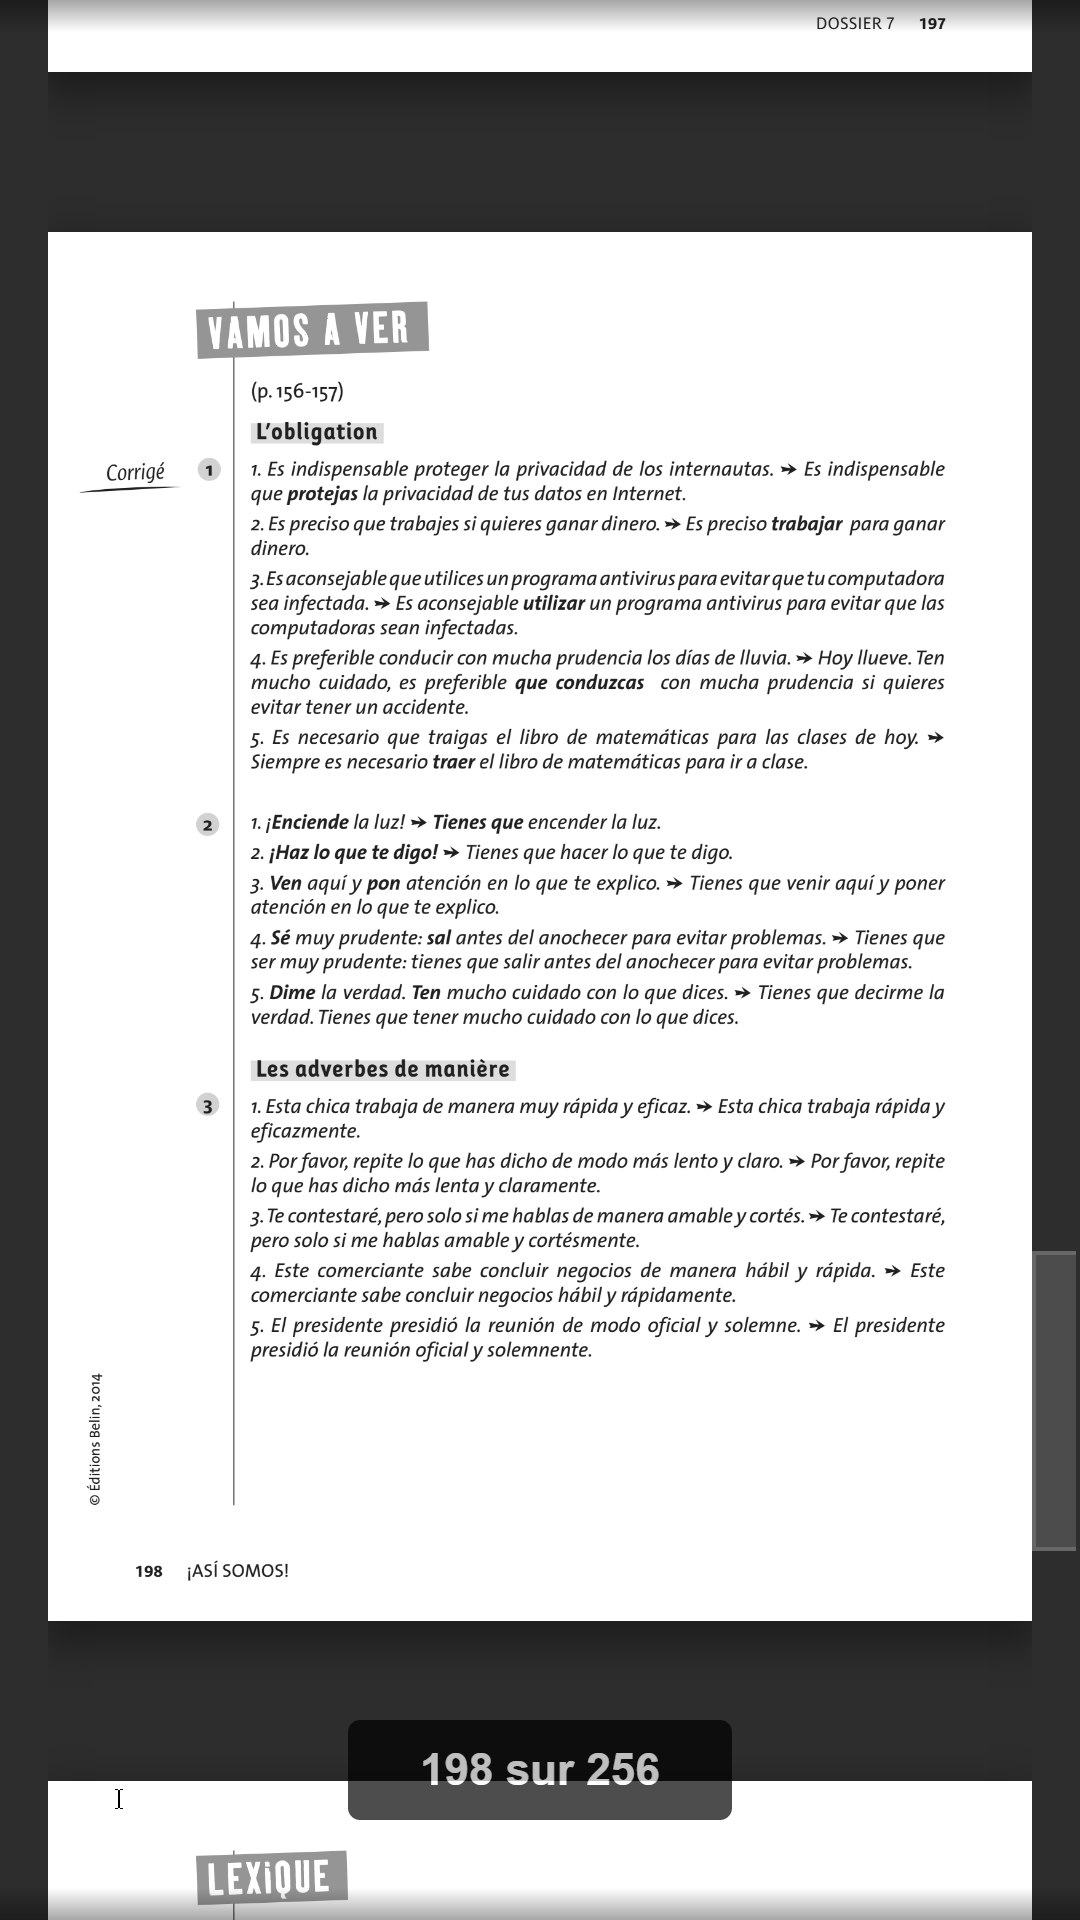 DOSSIER 7 197
VAMOS A VER
(p. 156-157)
L'obligation
Corrigé
1
1. Es indispensable proteger la privacidad de los internautas. ➛ Es indispensable
que protejas la privacidad de tus datos en Internet.
2. Es preciso que trabajes si quieres ganar dinero. ➛ Es preciso trabajar para ganar
dinero.
3. Es aconsejable que utilices un programa antivirus para evitar que tu computadora
sea infectada. ➛ Es aconsejable utilizar un programa antivirus para evitar que las
computadoras sean infectadas.
4. Es preferible conducir con mucha prudencia los días de lluvia. ➛ Hoy llueve. Ten
mucho cuidado, es preferible que conduzcas con mucha prudencia si quieres
evitar tener un accidente.
5. Es necesario que traigas el libro de matemáticas para las clases de hoy. ➛
Siempre es necesario traer el libro de matemáticas para ir a clase.
2
1. ¡Enciende la luz! ➛ Tienes que encender la luz.
2. ¡Haz lo que te digo! ➛ Tienes que hacer lo que te digo.
3. Ven aquí y pon atención en lo que te explico. ➛ Tienes que venir aquí y poner
atención en lo que te explico.
4. Sé muy prudente: sal antes del anochecer para evitar problemas. ➛ Tienes que
ser muy prudente: tienes que salir antes del anochecer para evitar problemas.
5. Dime la verdad. Ten mucho cuidado con lo que dices. ➛ Tienes que decirme la
verdad. Tienes que tener mucho cuidado con lo que dices.
Les adverbes de manière
3
1. Esta chica trabaja de manera muy rápida y eficaz. ➛ Esta chica trabaja rápida y
eficazmente.
2. Por favor, repite lo que has dicho de modo más lento y claro. ➛ Por favor, repite
lo que has dicho más lenta y claramente.
3. Te contestaré, pero solo si me hablas de manera amable y cortés. ➛ Te contestaré,
pero solo si me hablas amable y cortésmente.
4. Este comerciante sabe concluir negocios de manera hábil y rápida. ➛ Este
comerciante sabe concluir negocios hábil y rápidamente.
5. El presidente presidió la reunión de modo oficial y solemne. ➛ El presidente
presidió la reunión oficial y solemnente.
© Éditions Belin, 2014
198 ¡ASÍ SOMOS!
198 sur 256
LEXiQUE